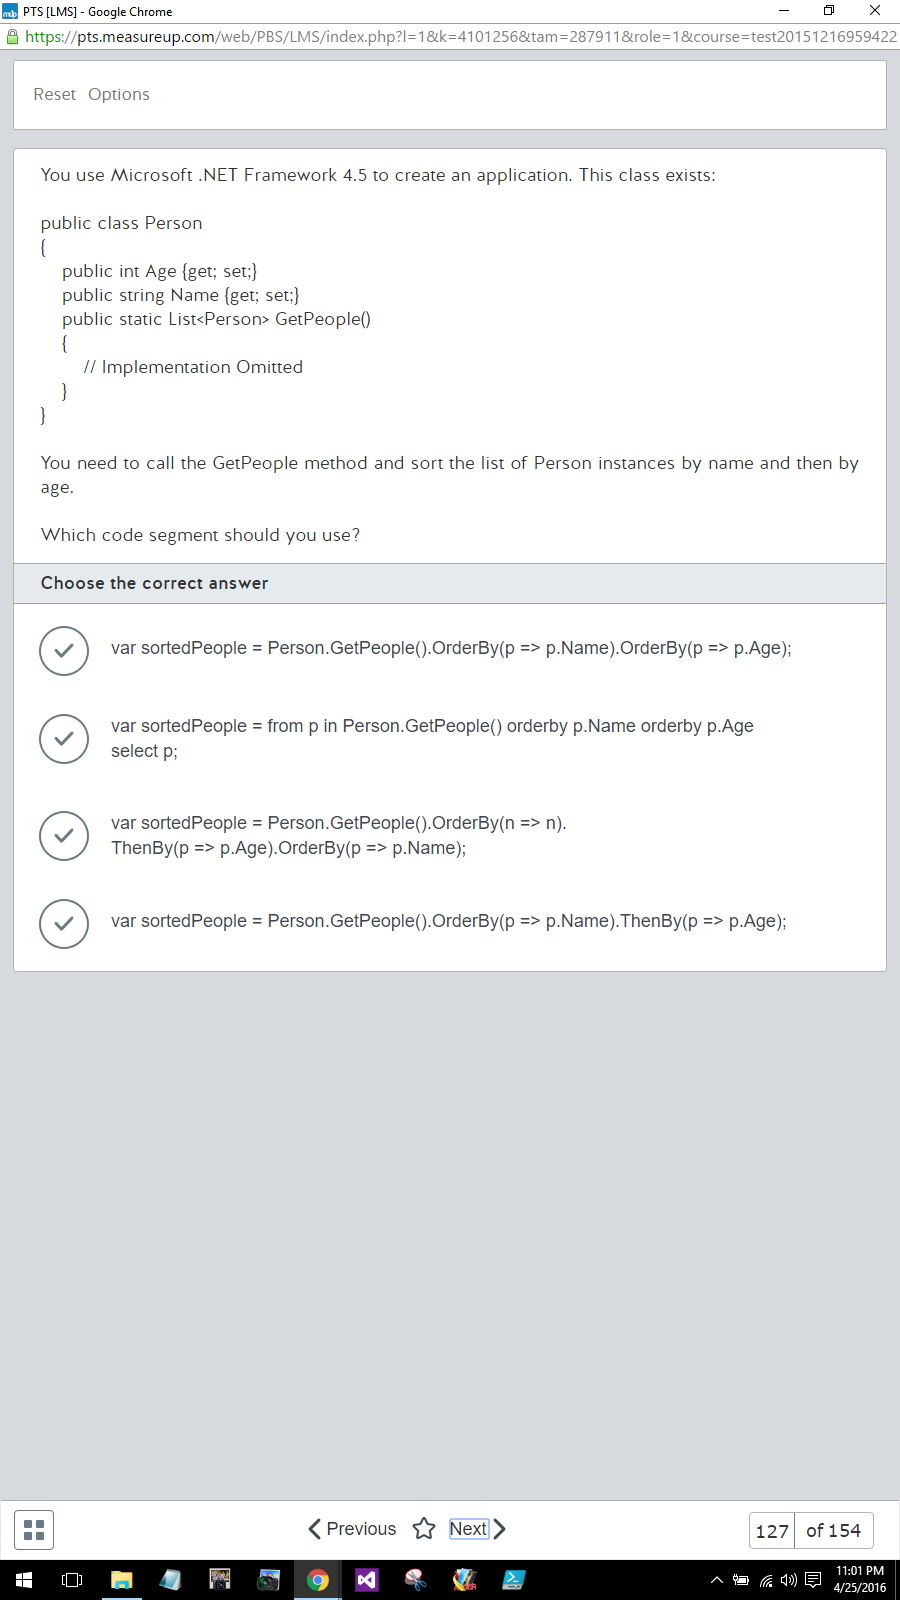 PTS [LMS] - Google Chrome
https://pts.measureup.com/web/PBS/LMS/index.php?l=1&k=4101256&tam=287911&role=1&course=test20151216959422
Reset Options
You use Microsoft .NET Framework 4.5 to create an application. This class exists:
public class Person
{
public int Age {get; set;}
public string Name {get; set;}
public static List<Person> GetPeople()
{
// Implementation Omitted
}
}
You need to call the GetPeople method and sort the list of Person instances by name and then by
age.
Which code segment should you use?
Choose the correct answer
var sortedPeople = Person.GetPeople().OrderBy(p => p.Name).OrderBy(p => p.Age);
var sortedPeople = from p in Person.GetPeople() orderby p.Name orderby p.Age
select p;
var sortedPeople = Person.GetPeople().OrderBy(n => n).
ThenBy(p => p.Age).OrderBy(p => p.Name);
var sortedPeople = Person.GetPeople().OrderBy(p => p.Name).ThenBy(p => p.Age);
Previous Next 127 of 154
11:01 PM
4/25/2016